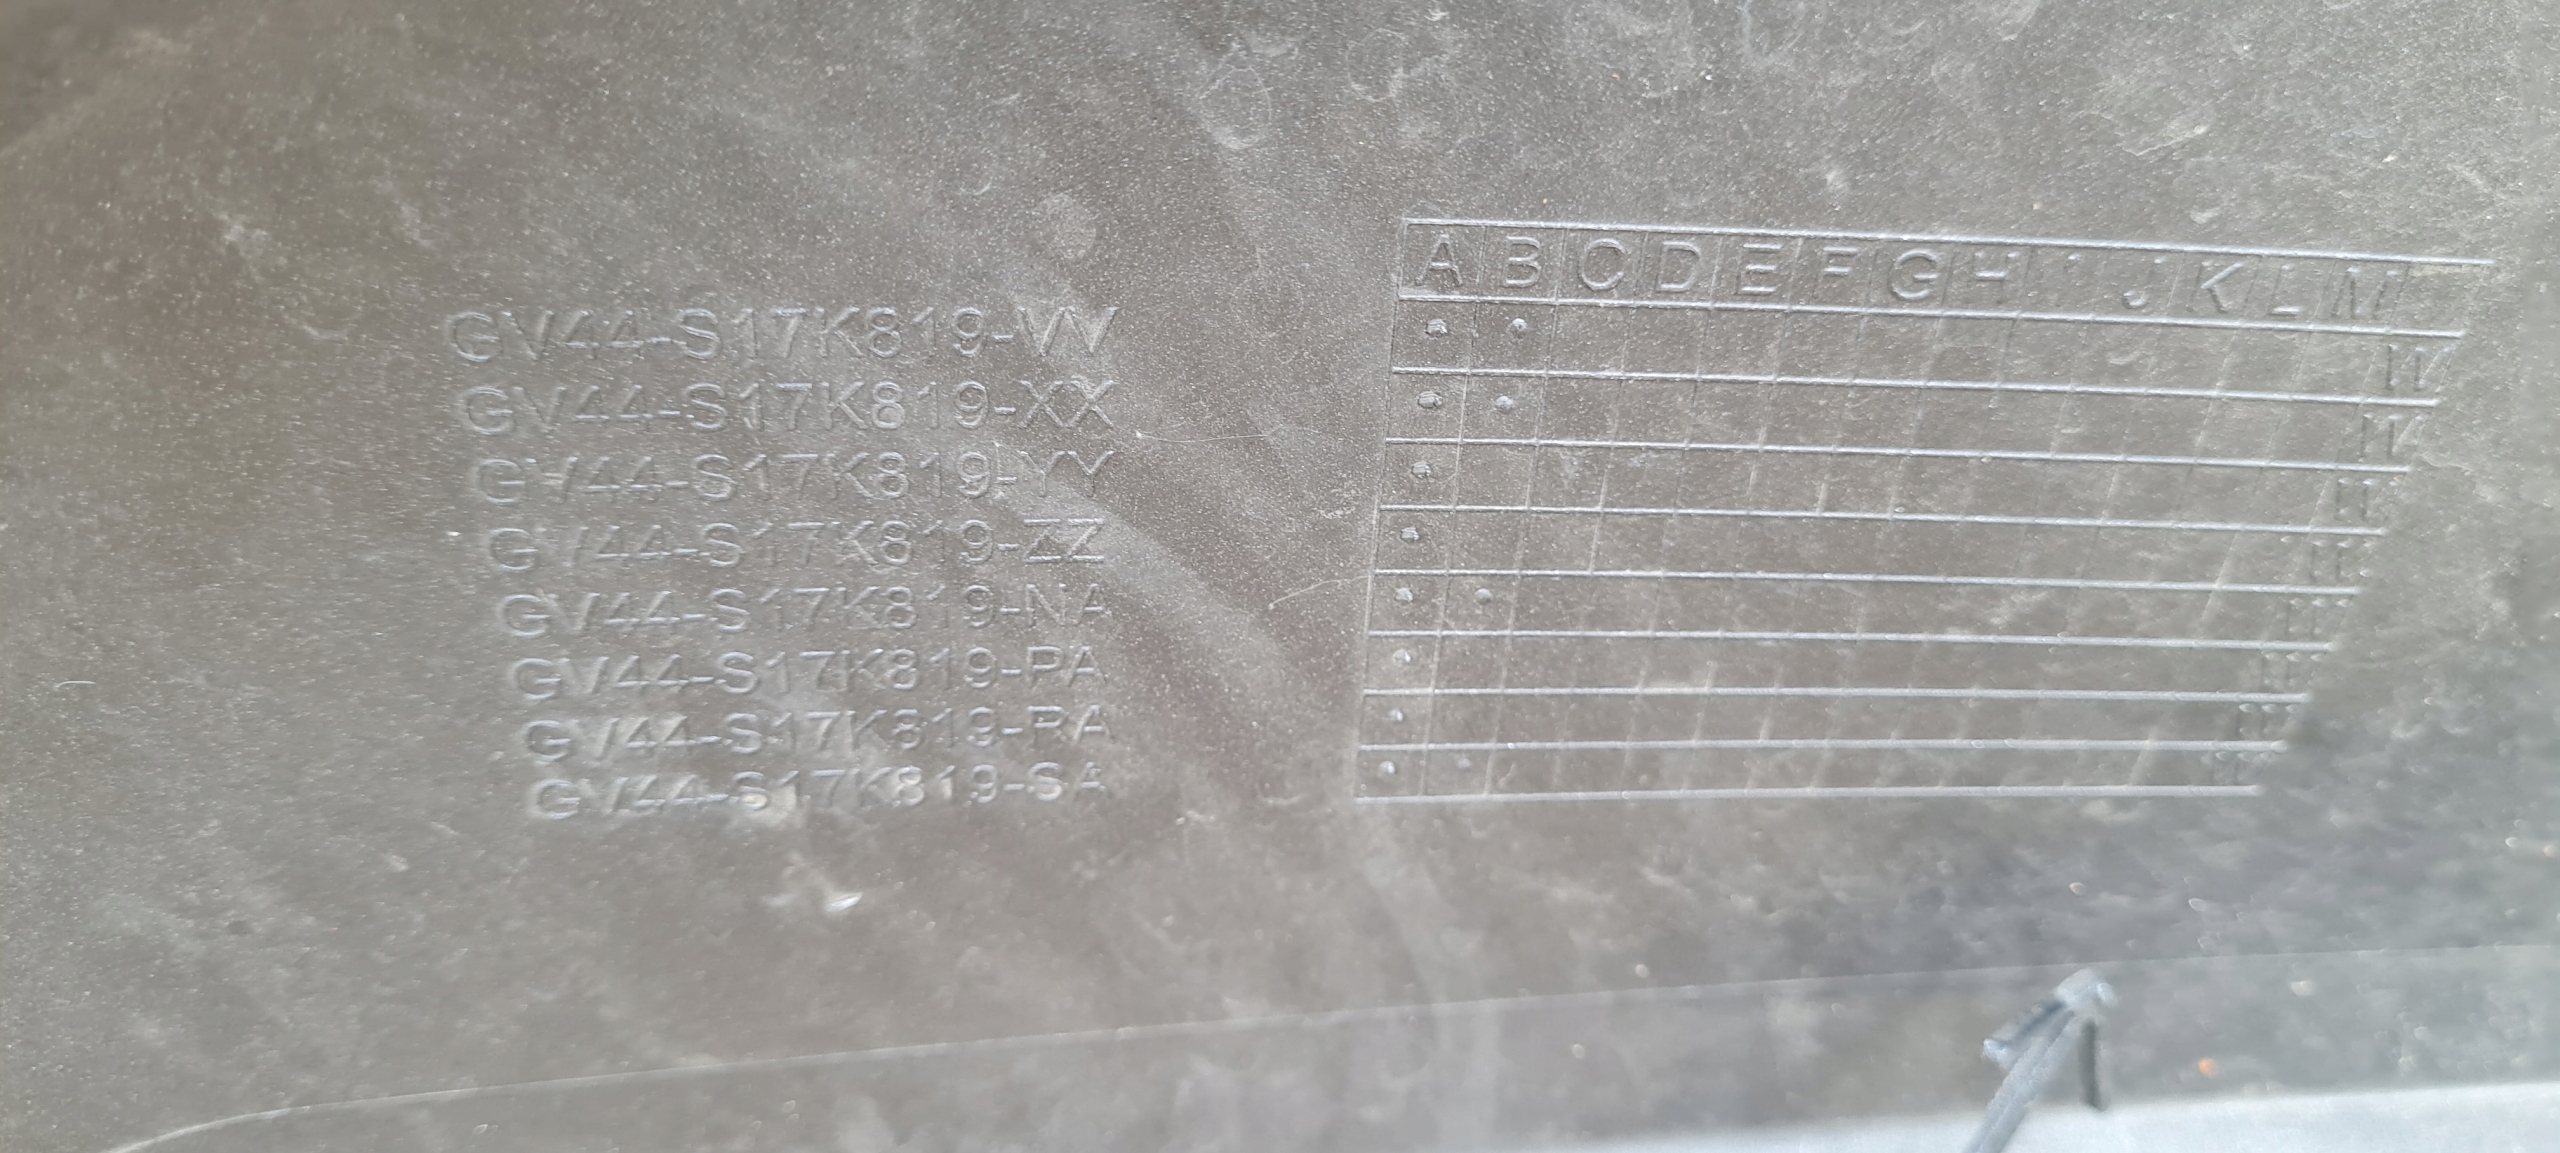 GV44-S17K819-VV
GV44-S17K819-XX
GV44-S17K819-YY
GV44-S17K819-ZZ
GV44-S17K819-NA
GV44-S17K819-PA
GV44-S17K819-RA
GV44-S17K819-SA
A B C D E F G H I J K L M